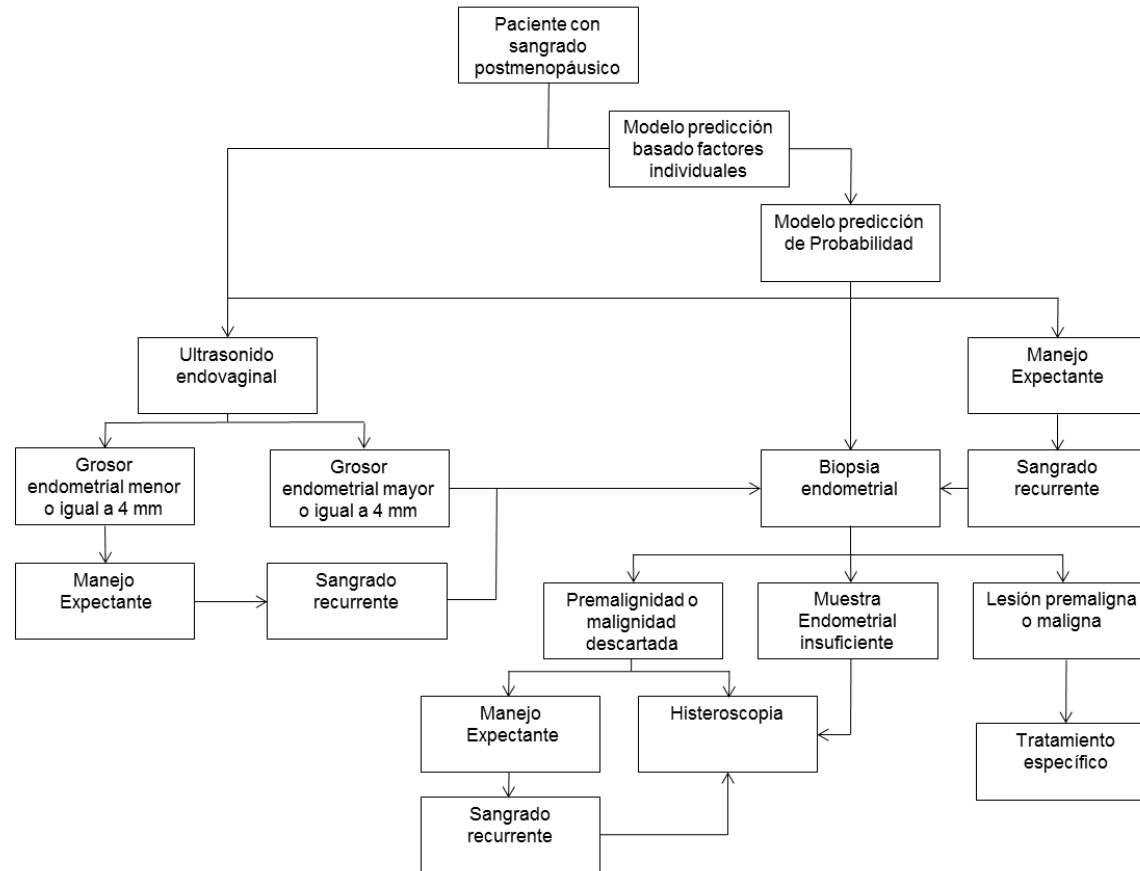 Paciente con
sangrado
postmenopáusico
Modelo predicción
basado factores
individuales
Modelo predicción
de Probabilidad
Ultrasonido
endovaginal
Manejo
Expectante
Grosor
endometrial menor
o igual a 4 mm
Grosor
endometrial mayor
o igual a 4 mm
Biopsia
endometrial
Sangrado
recurrente
Manejo
Expectante
Sangrado
recurrente
Premalignidad o
malignidad
descartada
Muestra
Endometrial
insuficiente
Lesión premaligna
o maligna
Manejo
Expectante
Histeroscopia
Tratamiento
específico
Sangrado
recurrente